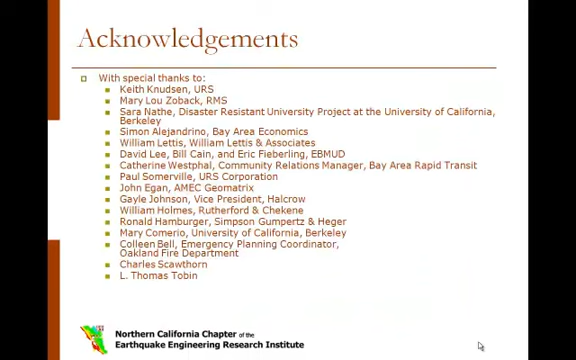 Acknowledgements
With special thanks to:
Keith Knudsen, URS
Mary Lou Zoback, RMS
Sara Nathe, Disaster Resistant University Project at the University of California,
Berkeley
Simon Alejandrino, Bay Area Economics
William Lettis, William Lettis & Associates
David Lee, Bill Cain, and Eric Fieberling, EBMUD
Catherine Westphal, Community Relations Manager, Bay Area Rapid Transit
Paul Somerville, URS Corporation
John Egan, AMEC Geomatrix
Gayle Johnson, Vice President, Halcrow
William Holmes, Rutherford & Chekene
Ronald Hamburger, Simpson Gumpertz & Heger
Mary Comerio, University of California, Berkeley
Colleen Bell, Emergency Planning Coordinator,
Oakland Fire Department
Charles Scawthorn
L. Thomas Tobin
Northern California Chapter of the
Earthquake Engineering Research Institute